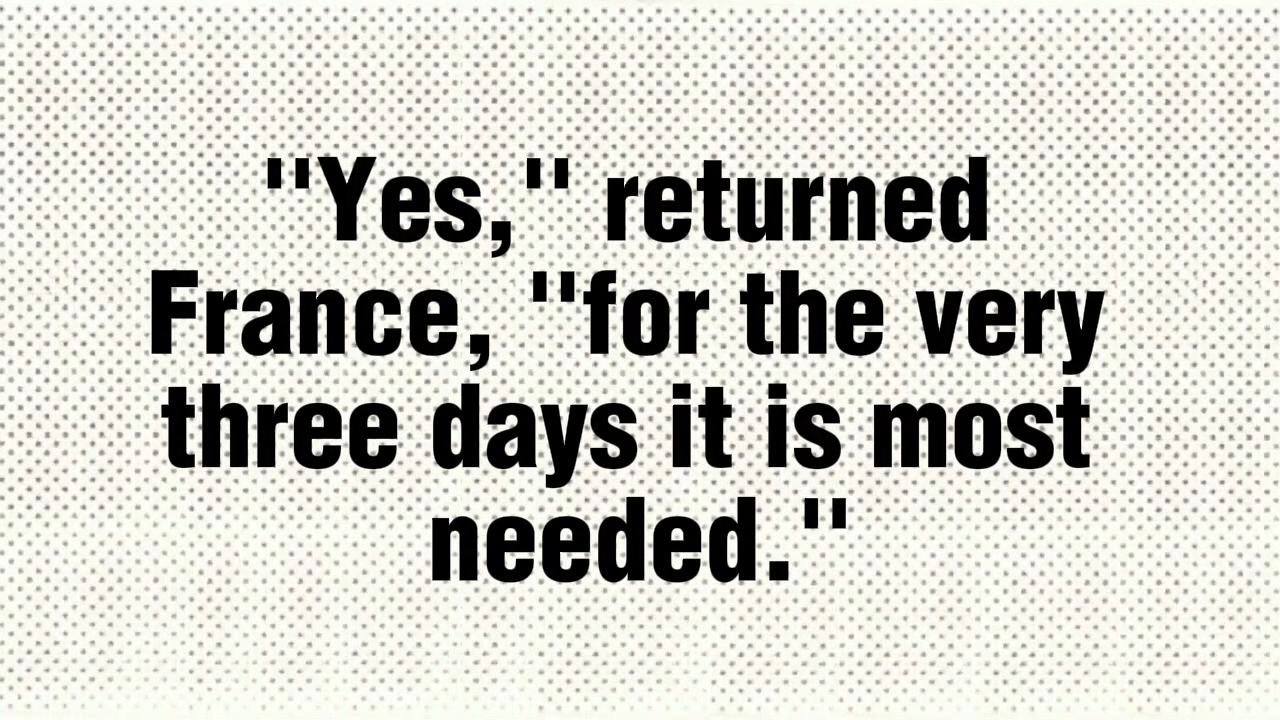 "Yes," returned
France, "for the very
three days it is most
needed."